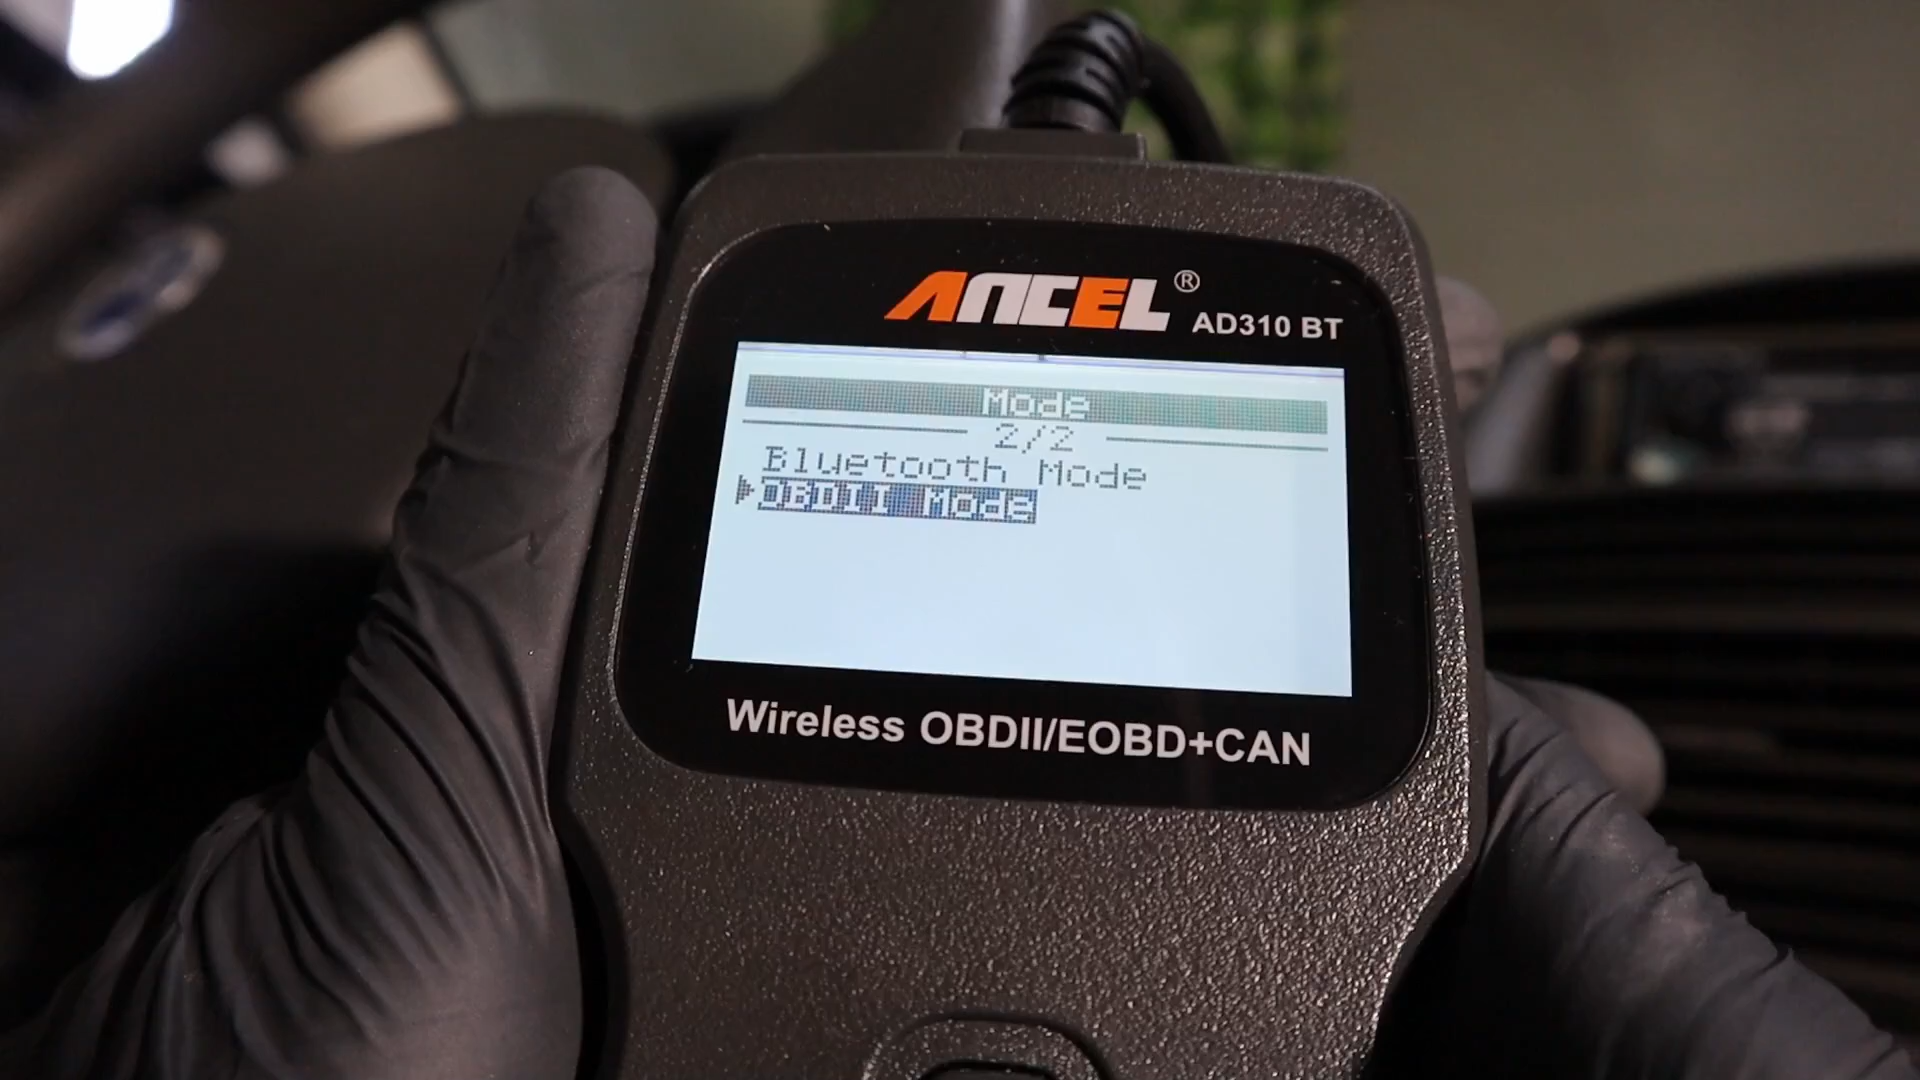 ANCEL®
AD310 BT
Mode
2/2
Bluetooth Mode
OBDII Mode
Wireless OBDII/EOBD+CAN